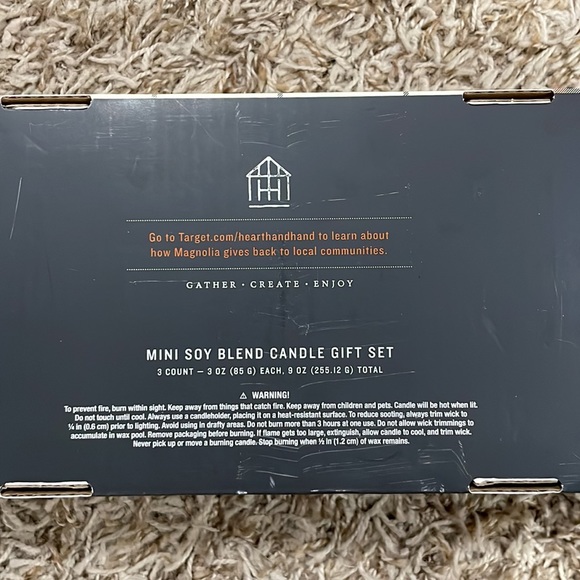 Go to Target.com/hearthandhand to learn about
how Magnolia gives back to local communities.
GATHER · CREATE · ENJOY
MINI SOY BLEND CANDLE GIFT SET
3 COUNT — 3 OZ (85 G) EACH, 9 OZ (255.12 G) TOTAL
⚠ WARNING!
To prevent fire, burn within sight. Keep away from things that catch fire. Keep away from children and pets. Candle will be hot when lit.
Do not touch until cool. Always use a candleholder, placing it on a heat-resistant surface. To reduce sooting, always trim wick to
¼ in (0.6 cm) prior to lighting. Avoid using in drafty areas. Do not burn more than 3 hours at one use. Do not allow wick trimmings to
accumulate in wax pool. Remove packaging before burning. If flame gets too large, extinguish, allow candle to cool, and trim wick.
Never pick up or move a burning candle. Stop burning when ½ in (1.2 cm) of wax remains.